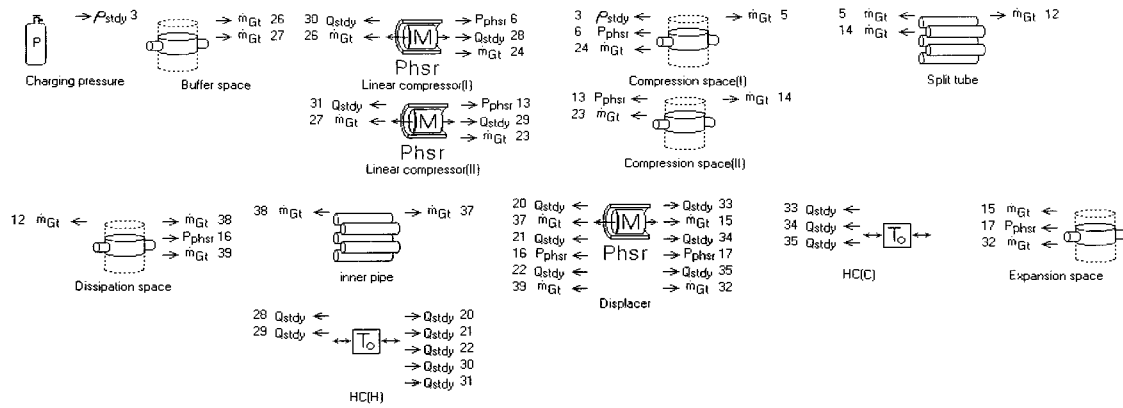 P
ρstdy 3
Charging pressure
ṁGt 26
ṁGt 27
Buffer space
30 Qstdy
26 ṁGt
M
Phsr
Pphsr 6
Qstdy 28
ṁGt 24
Linear compressor(I)
3 ρstdy
6 Pphsr
24 ṁGt
ṁGt 5
Compression space(I)
5 ṁGt
14 ṁGt
ṁGt 12
Split tube
31 Qstdy
27 ṁGt
M
Phsr
Pphsr 13
Qstdy 29
ṁGt 23
Linear compressor(II)
13 Pphsr
23 ṁGt
ṁGt 14
Compression space(II)
12 ṁGt
ṁGt 38
Pphsr 16
ṁGt 39
Dissipation space
38 ṁGt
ṁGt 37
inner pipe
20 Qstdy
37 ṁGt
21 Qstdy
16 Pphsr
22 Qstdy
39 ṁGt
M
Phsr
Qstdy 33
ṁGt 15
Qstdy 34
Pphsr 17
Qstdy 35
ṁGt 32
Displacer
33 Qstdy
34 Qstdy
35 Qstdy
To
HC(C)
15 ṁGt
17 Pphsr
32 ṁGt
Expansion space
28 Qstdy
29 Qstdy
To
Qstdy 20
Qstdy 21
Qstdy 22
Qstdy 30
Qstdy 31
HC(H)